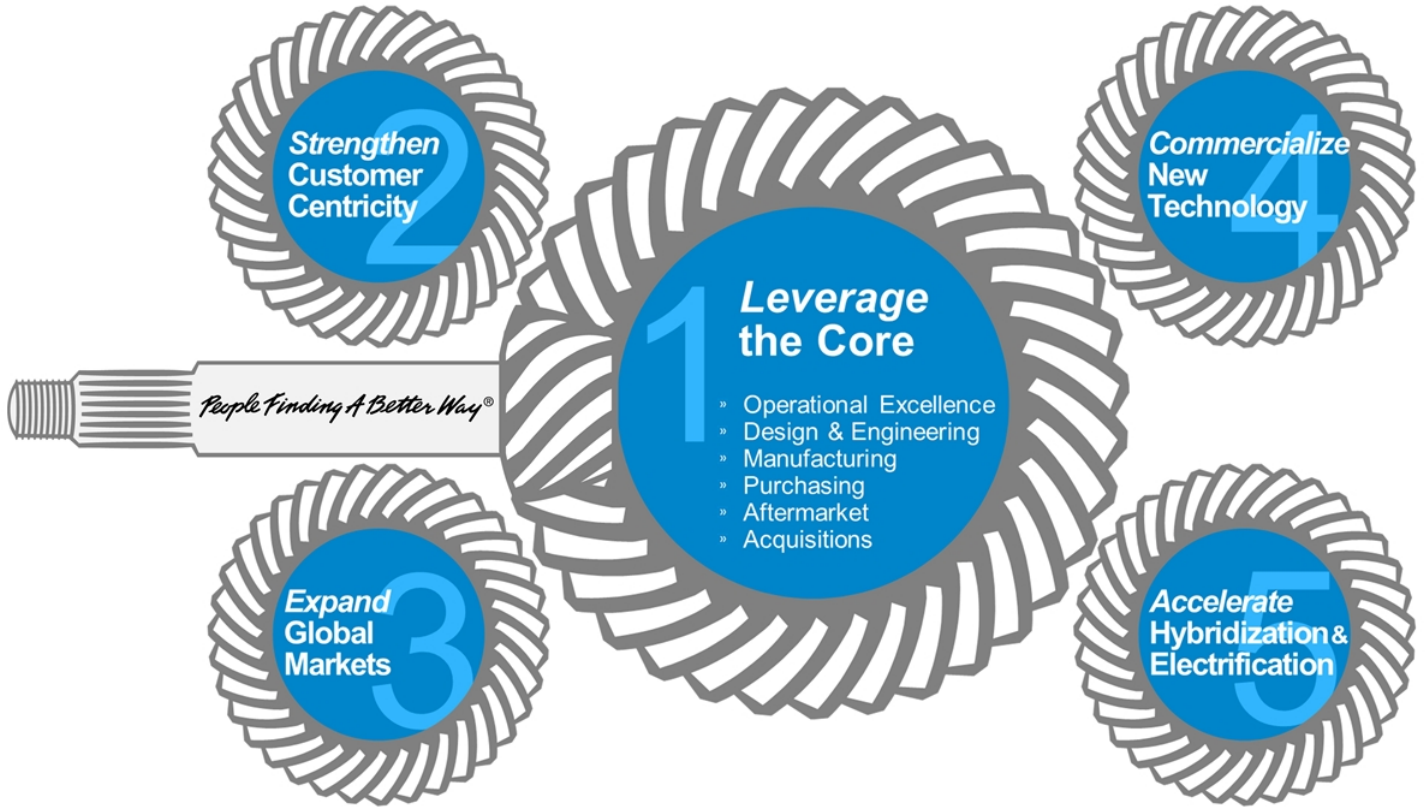 2
Strengthen
Customer
Centricity
4
Commercialize
New
Technology
1
Leverage
the Core
» Operational Excellence
» Design & Engineering
» Manufacturing
» Purchasing
» Aftermarket
» Acquisitions
People Finding A Better Way®
3
Expand
Global
Markets
5
Accelerate
Hybridization &
Electrification